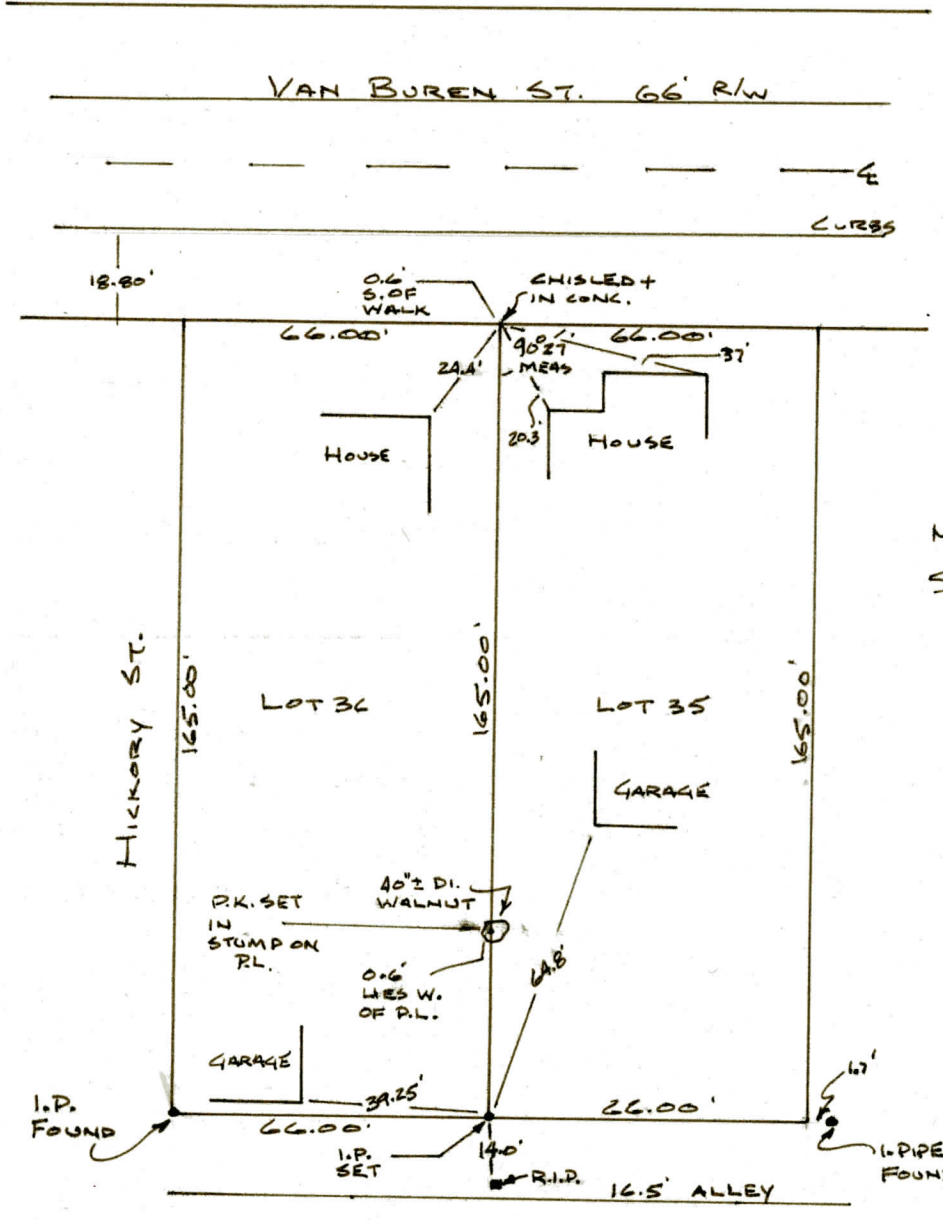 VAN BUREN ST. 66' R/W
CURBS
18.80'
0.6'
S. OF
WALK
CHISLED +
IN CONC.
66.00'
66.00'
90°27'
MEAS
37'
24.4'
20.3
HOUSE
HOUSE
HICKORY ST.
165.00'
LOT 36
165.00'
LOT 35
165.00'
GARAGE
40"± DI.
WALNUT
P.K. SET
IN
STUMP ON
P.L.
0.6'
LIES W.
OF P.L.
64.8'
GARAGE
39.25'
26.00'
1.7'
I.P.
FOUND
66.00'
I.P.
SET
14.0'
R.I.P.
I. PIPE
FOUN
16.5' ALLEY